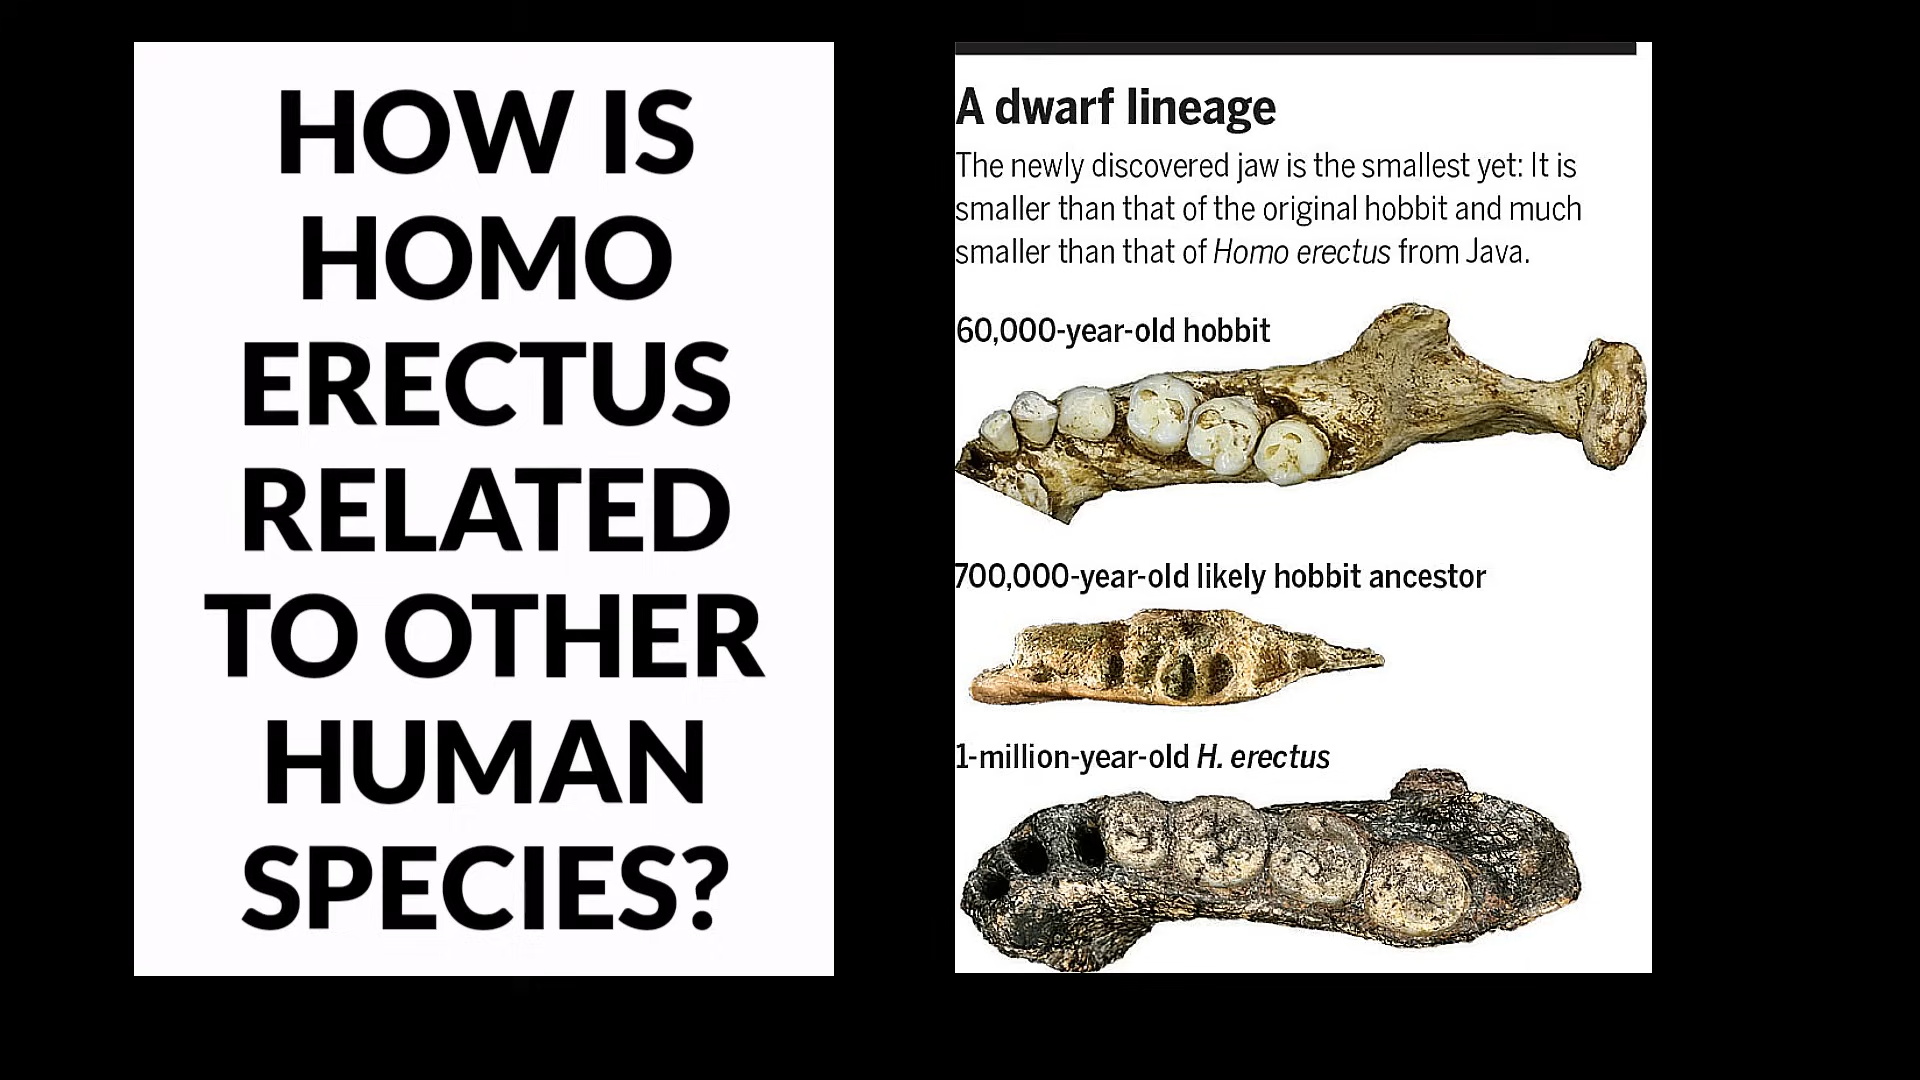 HOW IS
HOMO
ERECTUS
RELATED
TO OTHER
HUMAN
SPECIES?
A dwarf lineage
The newly discovered jaw is the smallest yet: It is
smaller than that of the original hobbit and much
smaller than that of Homo erectus from Java.
60,000-year-old hobbit
700,000-year-old likely hobbit ancestor
1-million-year-old H. erectus